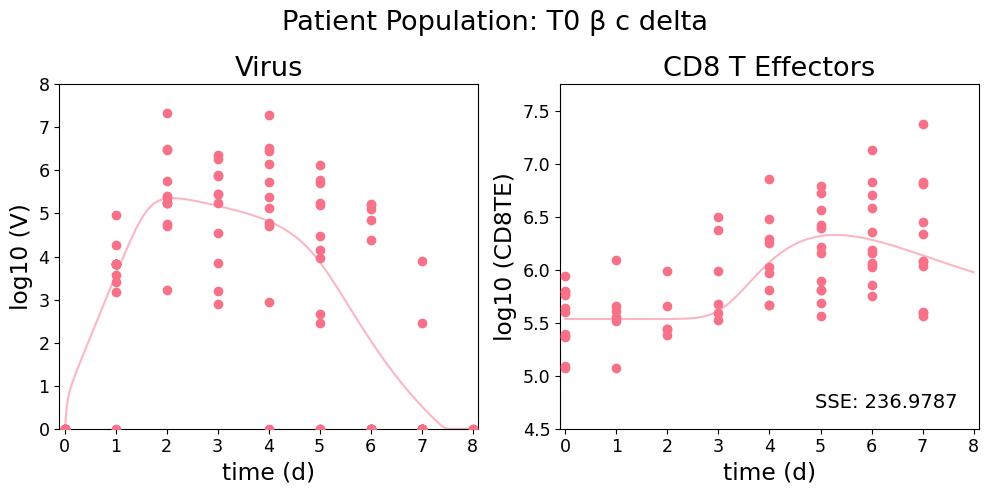 Patient Population: T0 β c delta
Virus
CD8 T Effectors
log10 (V)
8
7
6
5
4
3
2
1
0
0 1 2 3 4 5 6 7 8
time (d)
log10 (CD8TE)
7.5
7.0
6.5
6.0
5.5
5.0
4.5
SSE: 236.9787
0 1 2 3 4 5 6 7 8
time (d)